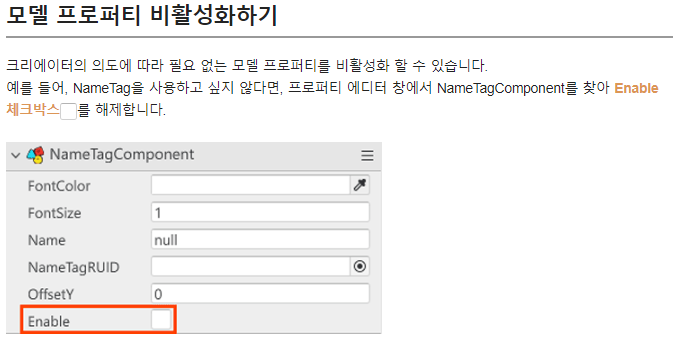 모델 프로퍼티 비활성화하기
크리에이터의 의도에 따라 필요 없는 모델 프로퍼티를 비활성화 할 수 있습니다.
예를 들어, NameTag을 사용하고 싶지 않다면, 프로퍼티 에디터 창에서 NameTagComponent를 찾아 Enable
체크박스를 해제합니다.
NameTagComponent
FontColor
FontSize 1
Name null
NameTagRUID
OffsetY 0
Enable